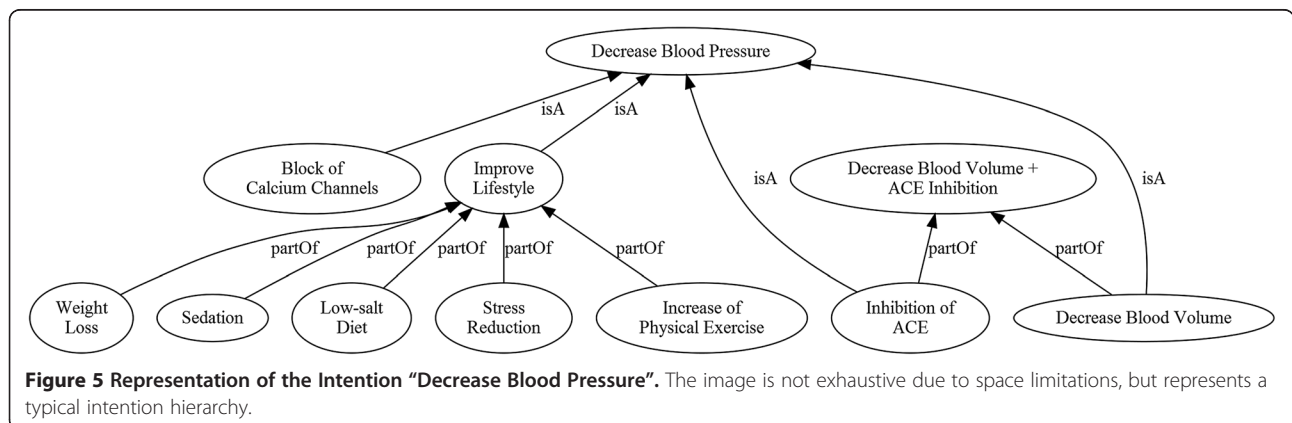 Decrease Blood Pressure
isA
isA
Block of
Calcium Channels
Improve
Lifestyle
isA
Decrease Blood Volume +
ACE Inhibition
isA
partOf
partOf
partOf
partOf
partOf
partOf
partOf
Weight
Loss
Sedation
Low-salt
Diet
Stress
Reduction
Increase of
Physical Exercise
Inhibition of
ACE
Decrease Blood Volume
Figure 5 Representation of the Intention “Decrease Blood Pressure”. The image is not exhaustive due to space limitations, but represents a
typical intention hierarchy.